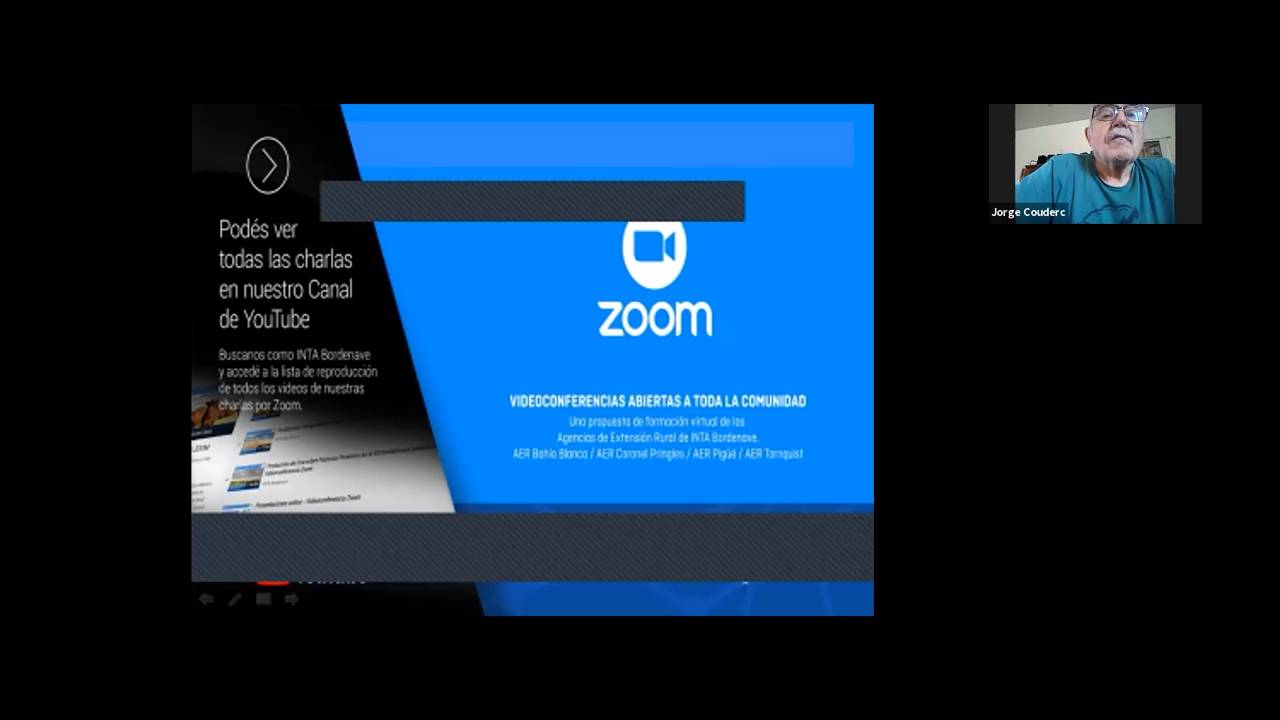 Podés ver
todas las charlas
en nuestro Canal
de YouTube
Buscanos como INTA Bordenave
y accedé a la lista de reproducción
de todos los videos de nuestras
charlas por Zoom.
zoom
VIDEOCONFERENCIAS ABIERTAS A TODA LA COMUNIDAD
Una propuesta de formación virtual de las
Agencias de Extensión Rural de INTA Bordenave.
AER Bahía Blanca / AER Coronel Pringles / AER Pigüé / AER Tornquist
Jorge Couderc